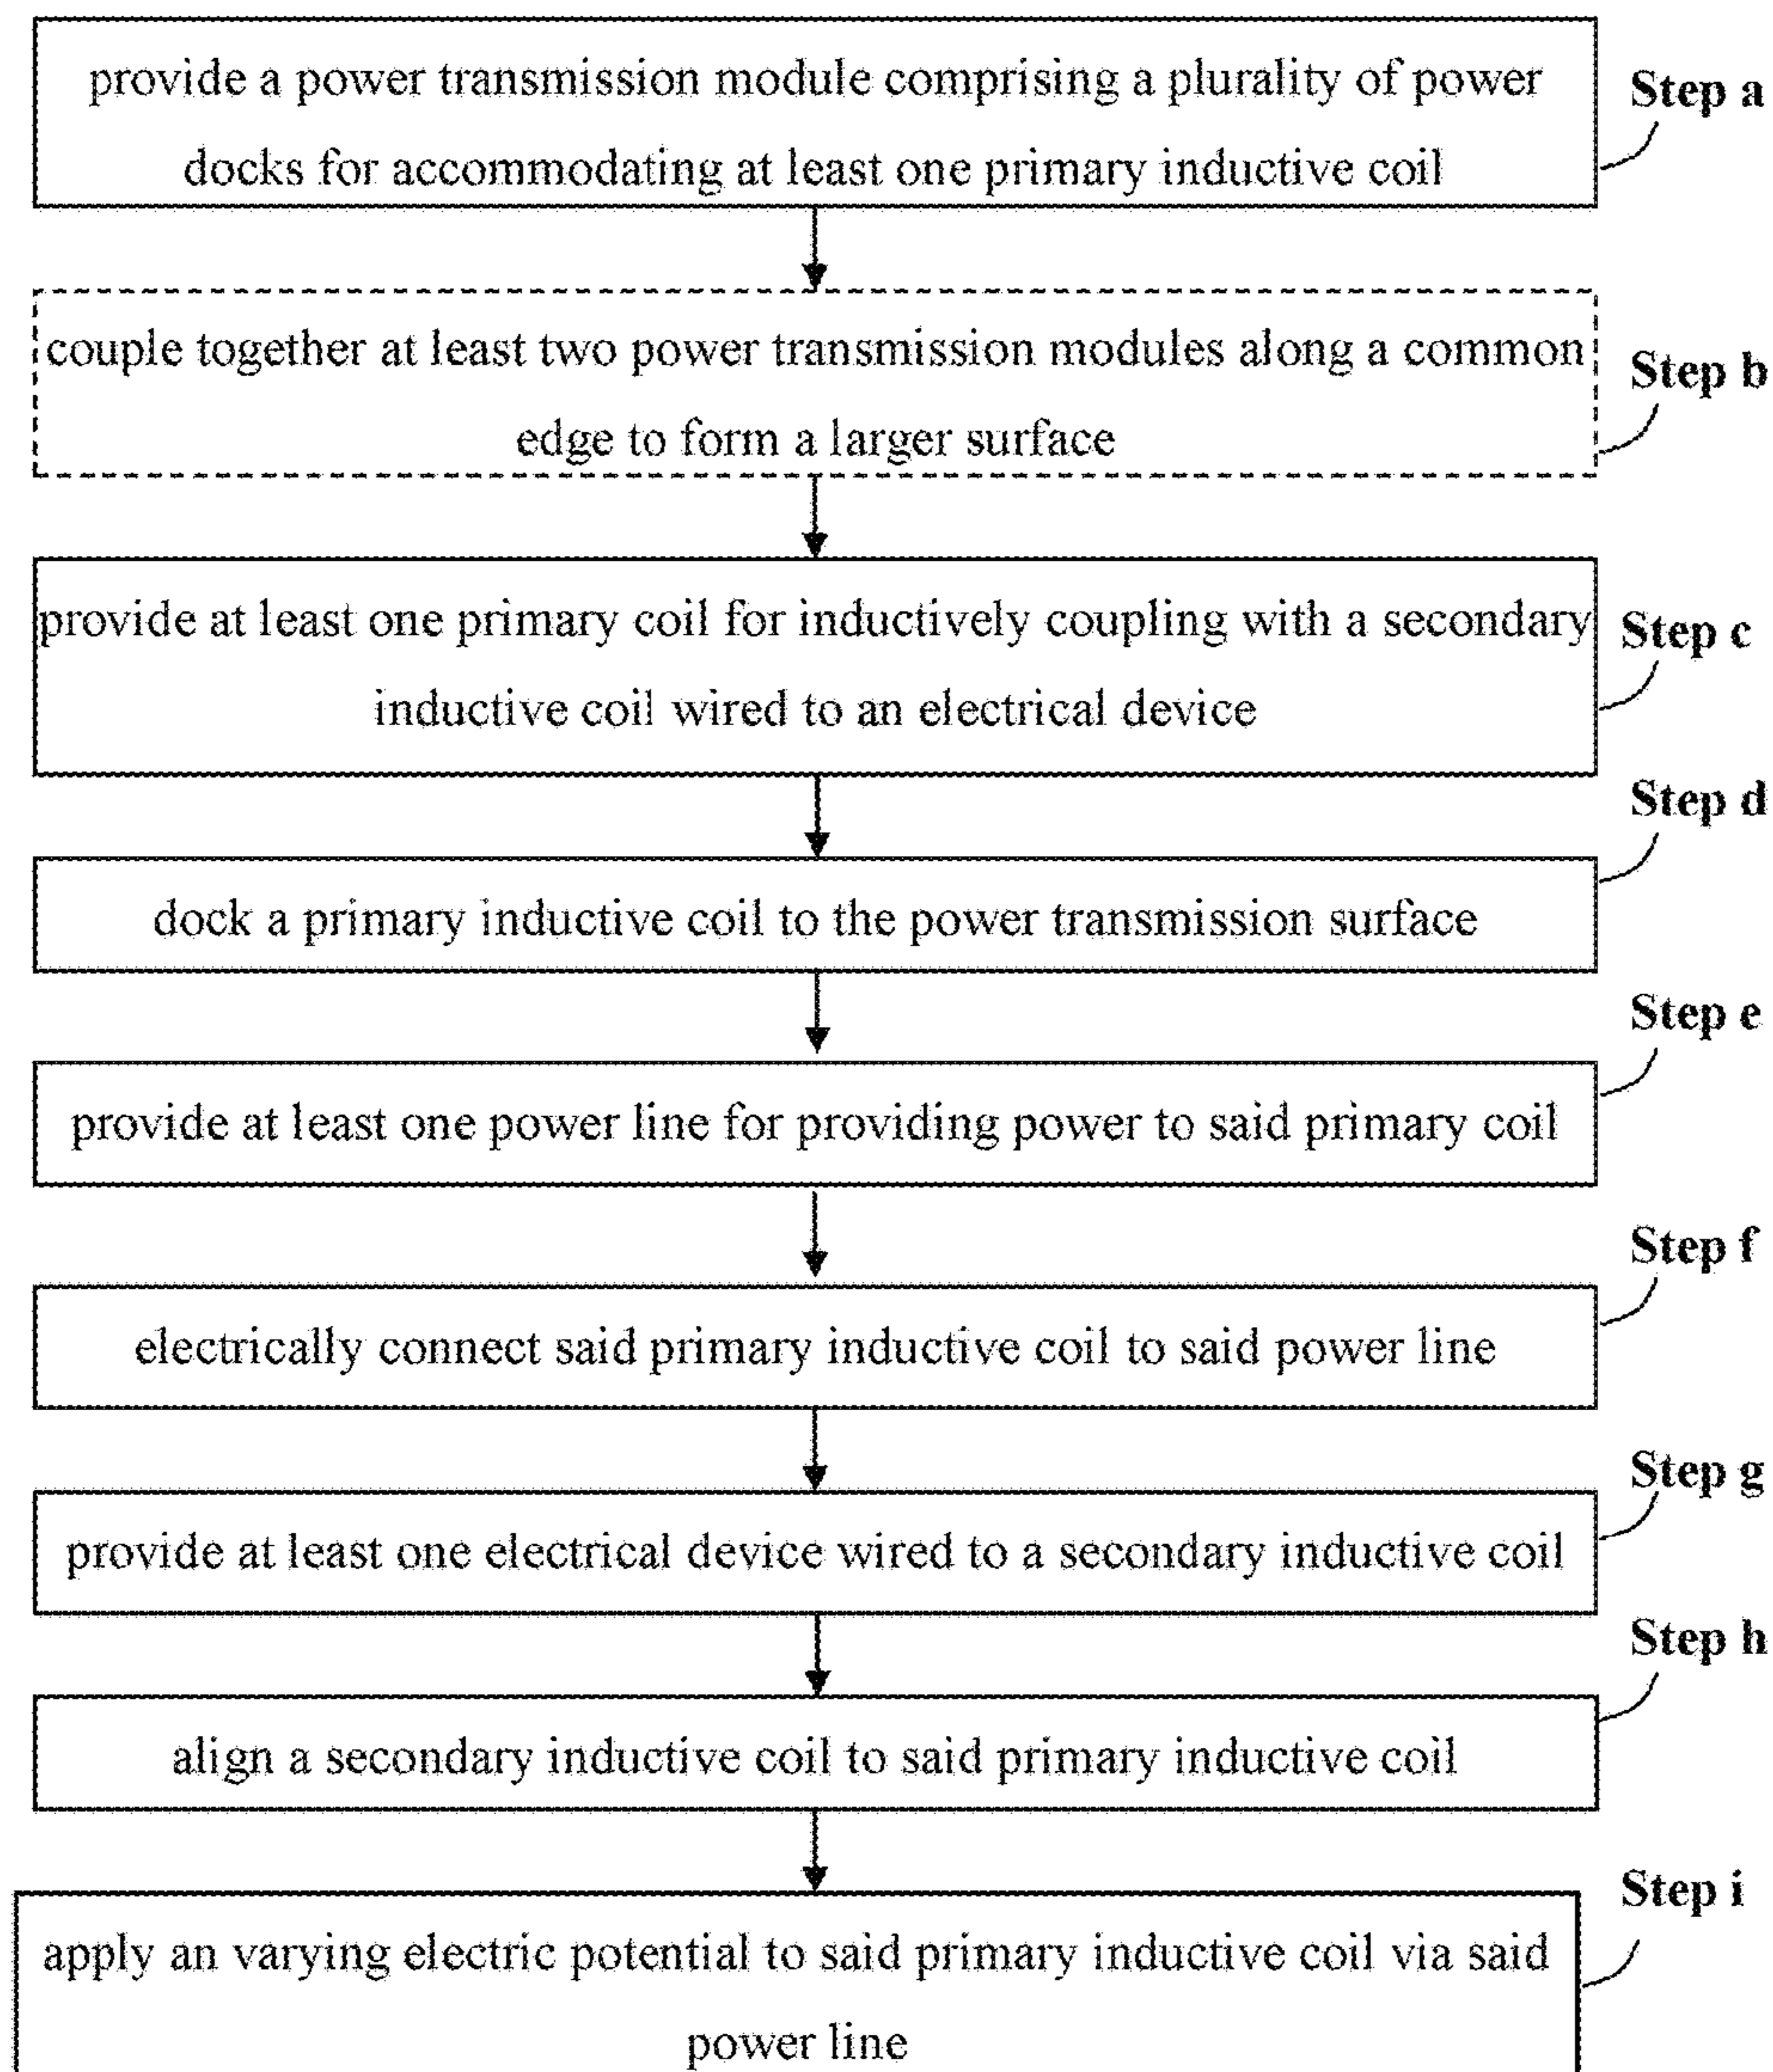 provide a power transmission module comprising a plurality of power
docks for accommodating at least one primary inductive coil
Step a
couple together at least two power transmission modules along a common
edge to form a larger surface
Step b
provide at least one primary coil for inductively coupling with a secondary
inductive coil wired to an electrical device
Step c
Step d
dock a primary inductive coil to the power transmission surface
Step e
provide at least one power line for providing power to said primary coil
Step f
electrically connect said primary inductive coil to said power line
Step g
provide at least one electrical device wired to a secondary inductive coil
Step h
align a secondary inductive coil to said primary inductive coil
Step i
apply an varying electric potential to said primary inductive coil via said
power line